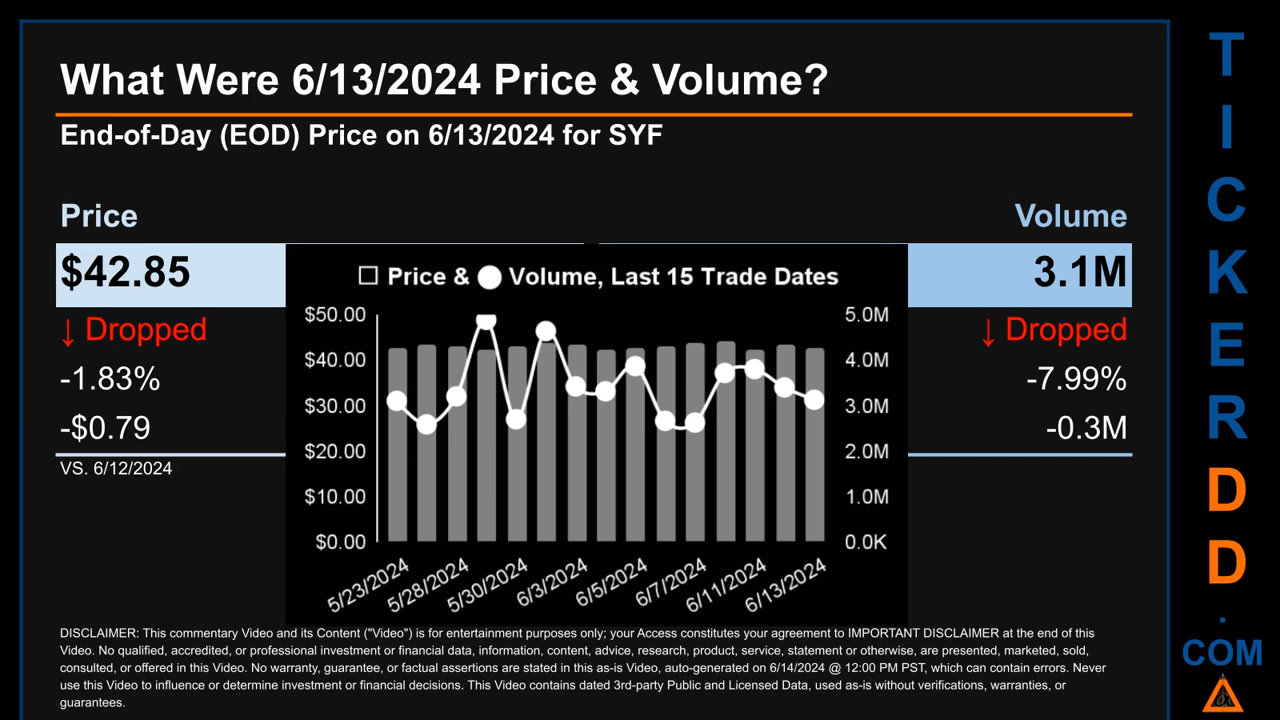 What Were 6/13/2024 Price & Volume?
End-of-Day (EOD) Price on 6/13/2024 for SYF
Price
Volume
$42.85
3.1M
↓ Dropped
↓ Dropped
-1.83%
-7.99%
-$0.79
-0.3M
VS. 6/12/2024
Price & Volume, Last 15 Trade Dates
$50.00
$40.00
$30.00
$20.00
$10.00
$0.00
5.0M
4.0M
3.0M
2.0M
1.0M
0.0K
5/23/2024
5/28/2024
5/30/2024
6/3/2024
6/5/2024
6/7/2024
6/11/2024
6/13/2024
DISCLAIMER: This commentary Video and its Content ("Video") is for entertainment purposes only; your Access constitutes your agreement to IMPORTANT DISCLAIMER at the end of this
Video. No qualified, accredited, or professional investment or financial data, information, content, advice, research, product, service, statement or otherwise, are presented, marketed, sold,
consulted, or offered in this Video. No warranty, guarantee, or factual assertions are stated in this as-is Video, auto-generated on 6/14/2024 @ 12:00 PM PST, which can contain errors. Never
use this Video to influence or determine investment or financial decisions. This Video contains dated 3rd-party Public and Licensed Data, used as-is without verifications, warranties, or
guarantees.
T
I
C
K
E
R
D
D
.
COM